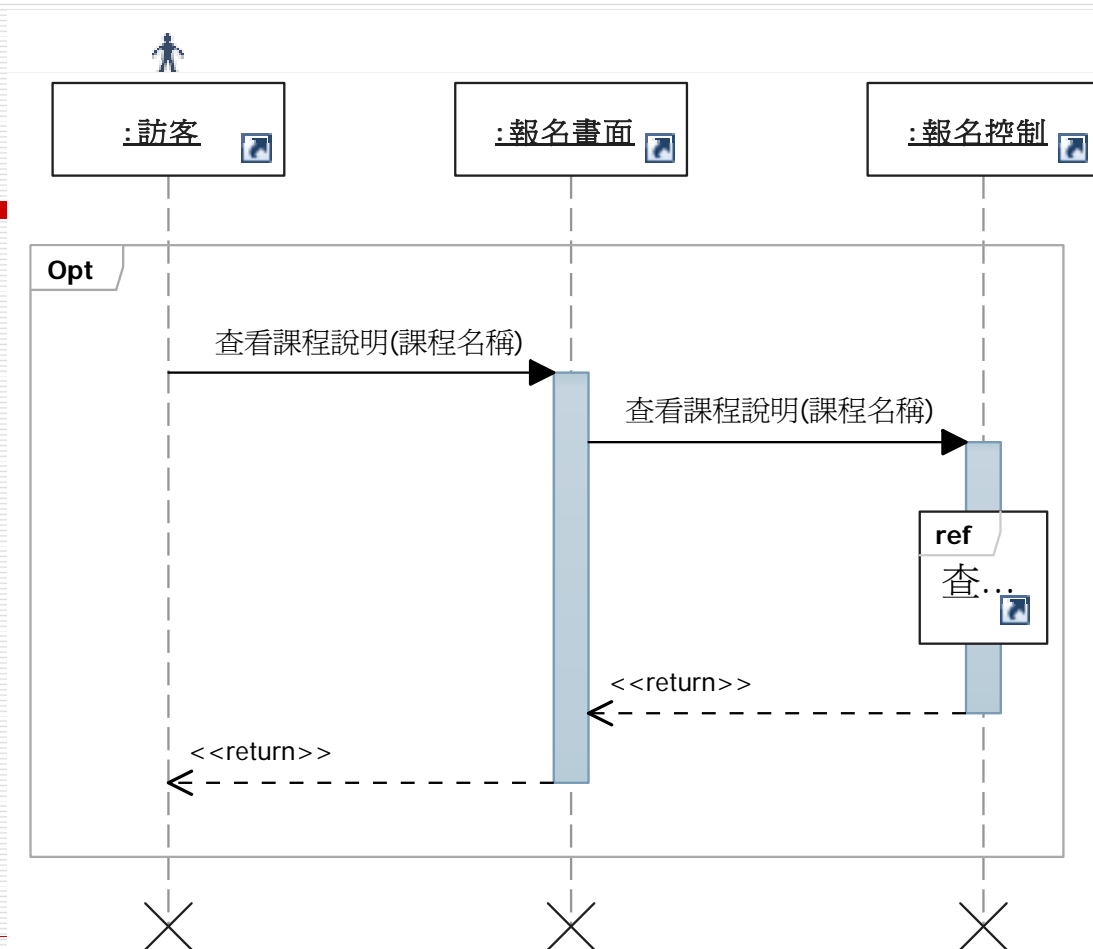 :訪客
:報名畫面
:報名控制
Opt
查看課程說明(課程名稱)
查看課程說明(課程名稱)
ref
查...
<<return>>
<<return>>